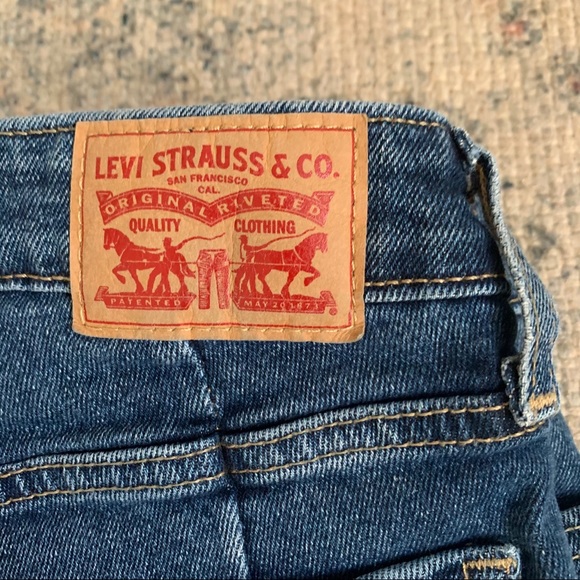 LEVI STRAUSS & CO.
SAN FRANCISCO
CAL.
ORIGINAL RIVETED
QUALITY CLOTHING
PATENTED MAY 20 1873
®